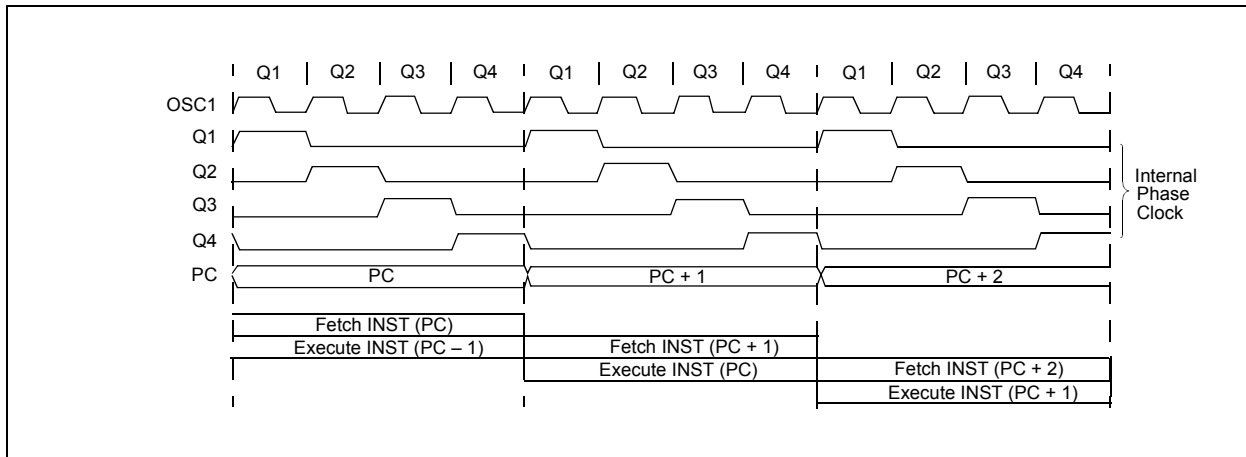 Q1 Q2 Q3 Q4 Q1 Q2 Q3 Q4 Q1 Q2 Q3 Q4
OSC1
Q1
Q2
Q3
Q4
PC
Internal
Phase
Clock
PC PC + 1 PC + 2
Fetch INST (PC)
Execute INST (PC – 1) Fetch INST (PC + 1)
Execute INST (PC) Fetch INST (PC + 2)
Execute INST (PC + 1)